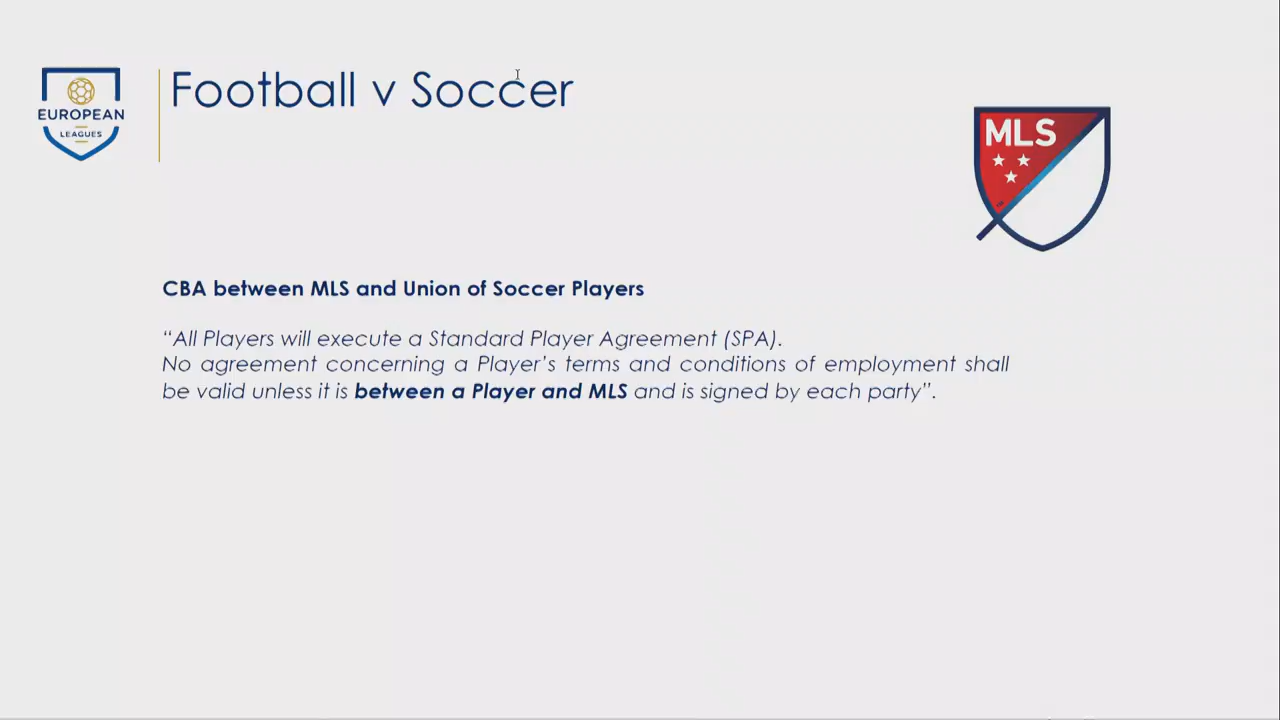 Football v Soccer
EUROPEAN
LEAGUES
MLS
CBA between MLS and Union of Soccer Players
“All Players will execute a Standard Player Agreement (SPA).
No agreement concerning a Player’s terms and conditions of employment shall
be valid unless it is between a Player and MLS and is signed by each party”.